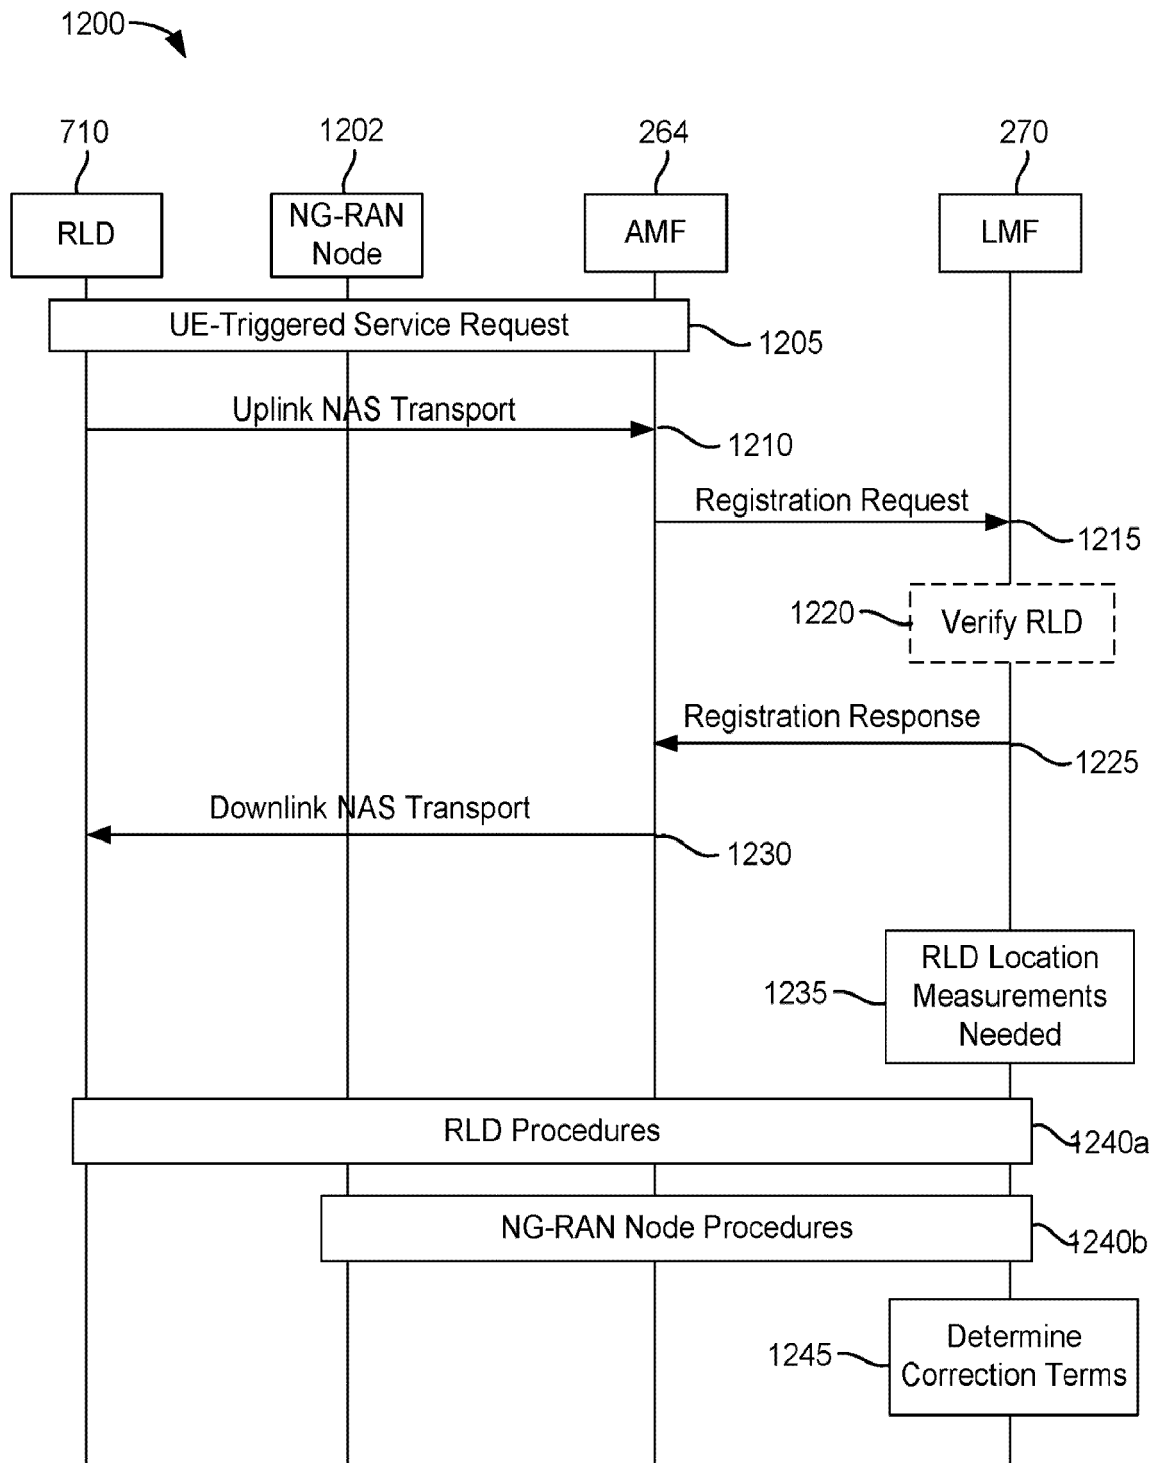 1200
710
1202
264
270
RLD
NG-RAN
Node
AMF
LMF
UE-Triggered Service Request
1205
Uplink NAS Transport
1210
Registration Request
1215
1220
Verify RLD
Registration Response
1225
Downlink NAS Transport
1230
RLD Location
Measurements
Needed
1235
RLD Procedures
1240a
NG-RAN Node Procedures
1240b
Determine
Correction Terms
1245